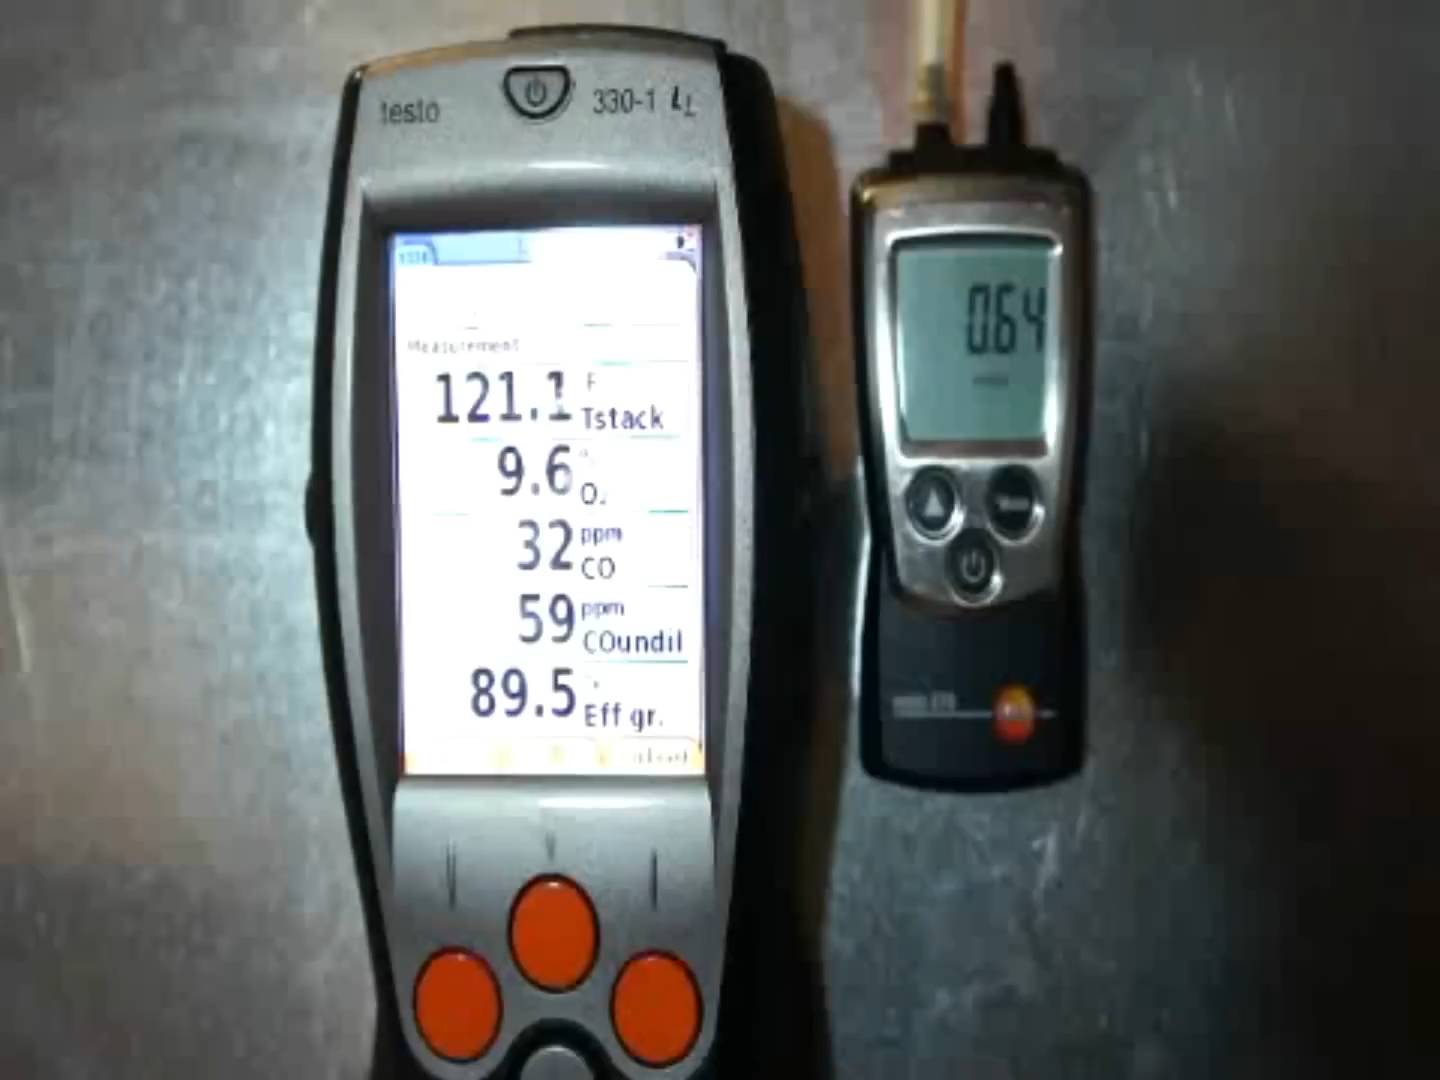 testo 330-1 LL
Measurement
121.1 °F
Tstack
9.6
O₂
32 ppm
CO
59 ppm
COundil
89.5
Eff gr.
0.64